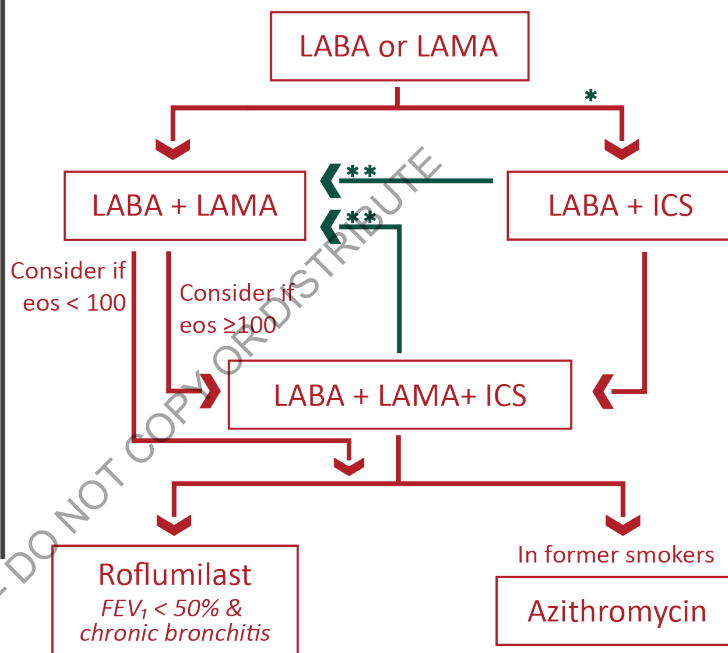 LABA or LAMA
*
LABA + LAMA
**
**
LABA + ICS
Consider if
eos < 100
Consider if
eos ≥100
LABA + LAMA+ ICS
Roflumilast
FEV₁ < 50% &
chronic bronchitis
In former smokers
Azithromycin
DO NOT COPY OR DISTRIBUTE